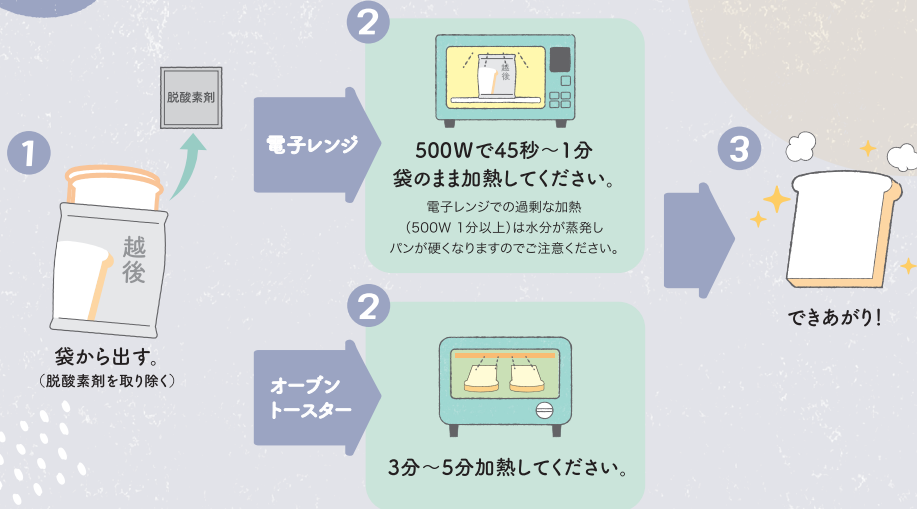 1
脱酸素剤
越後
袋から出す。
（脱酸素剤を取り除く）
電子レンジ
2
越後
500Wで45秒～1分
袋のまま加熱してください。
電子レンジでの過剰な加熱
（500W 1分以上）は水分が蒸発し
パンが硬くなりますのでご注意ください。
オーブン
トースター
2
3分～5分加熱してください。
3
できあがり！